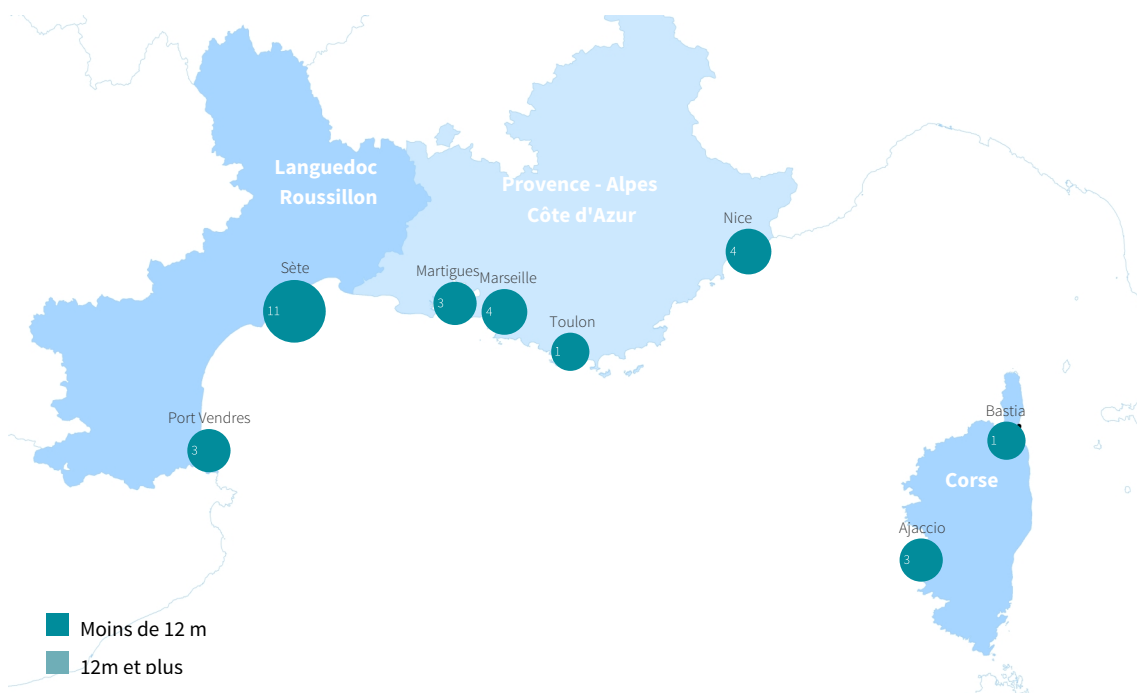 Languedoc
Roussillon
Provence - Alpes
Côte d'Azur
Nice
4
Sète
11
Martigues
3
Marseille
4
Toulon
1
Port Vendres
3
Bastia
1
Corse
Ajaccio
3
Moins de 12 m
12m et plus